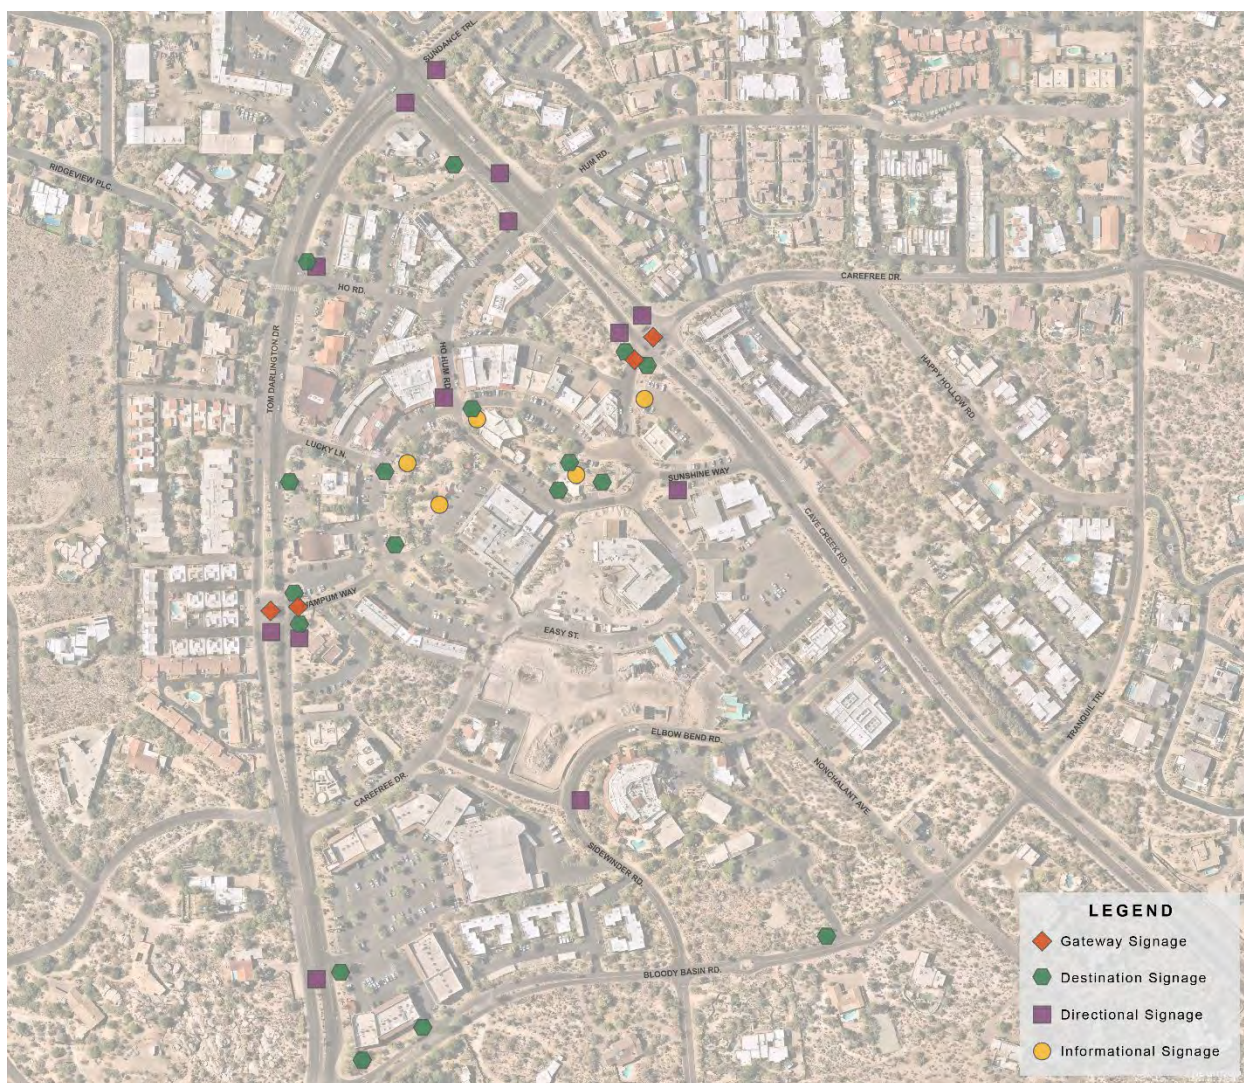 SUNDANCE TRL.
HUM RD.
RIDGEVIEW PLC.
CAREFREE DR.
HO RD.
TOM DARLINGTON DR
HO HUM RD.
HAPPY HOLLOW RD
LUCKY LN.
SUNSHINE WAY
CAVE CREEK RD.
WAMPUM WAY
EASY ST.
TRANQUIL TRL.
ELBOW BEND RD.
NONCHALANT AVE
CAREFREE DR.
SIDEWINDER RD.
BLOODY BASIN RD.
LEGEND
Gateway Signage
Destination Signage
Directional Signage
Informational Signage